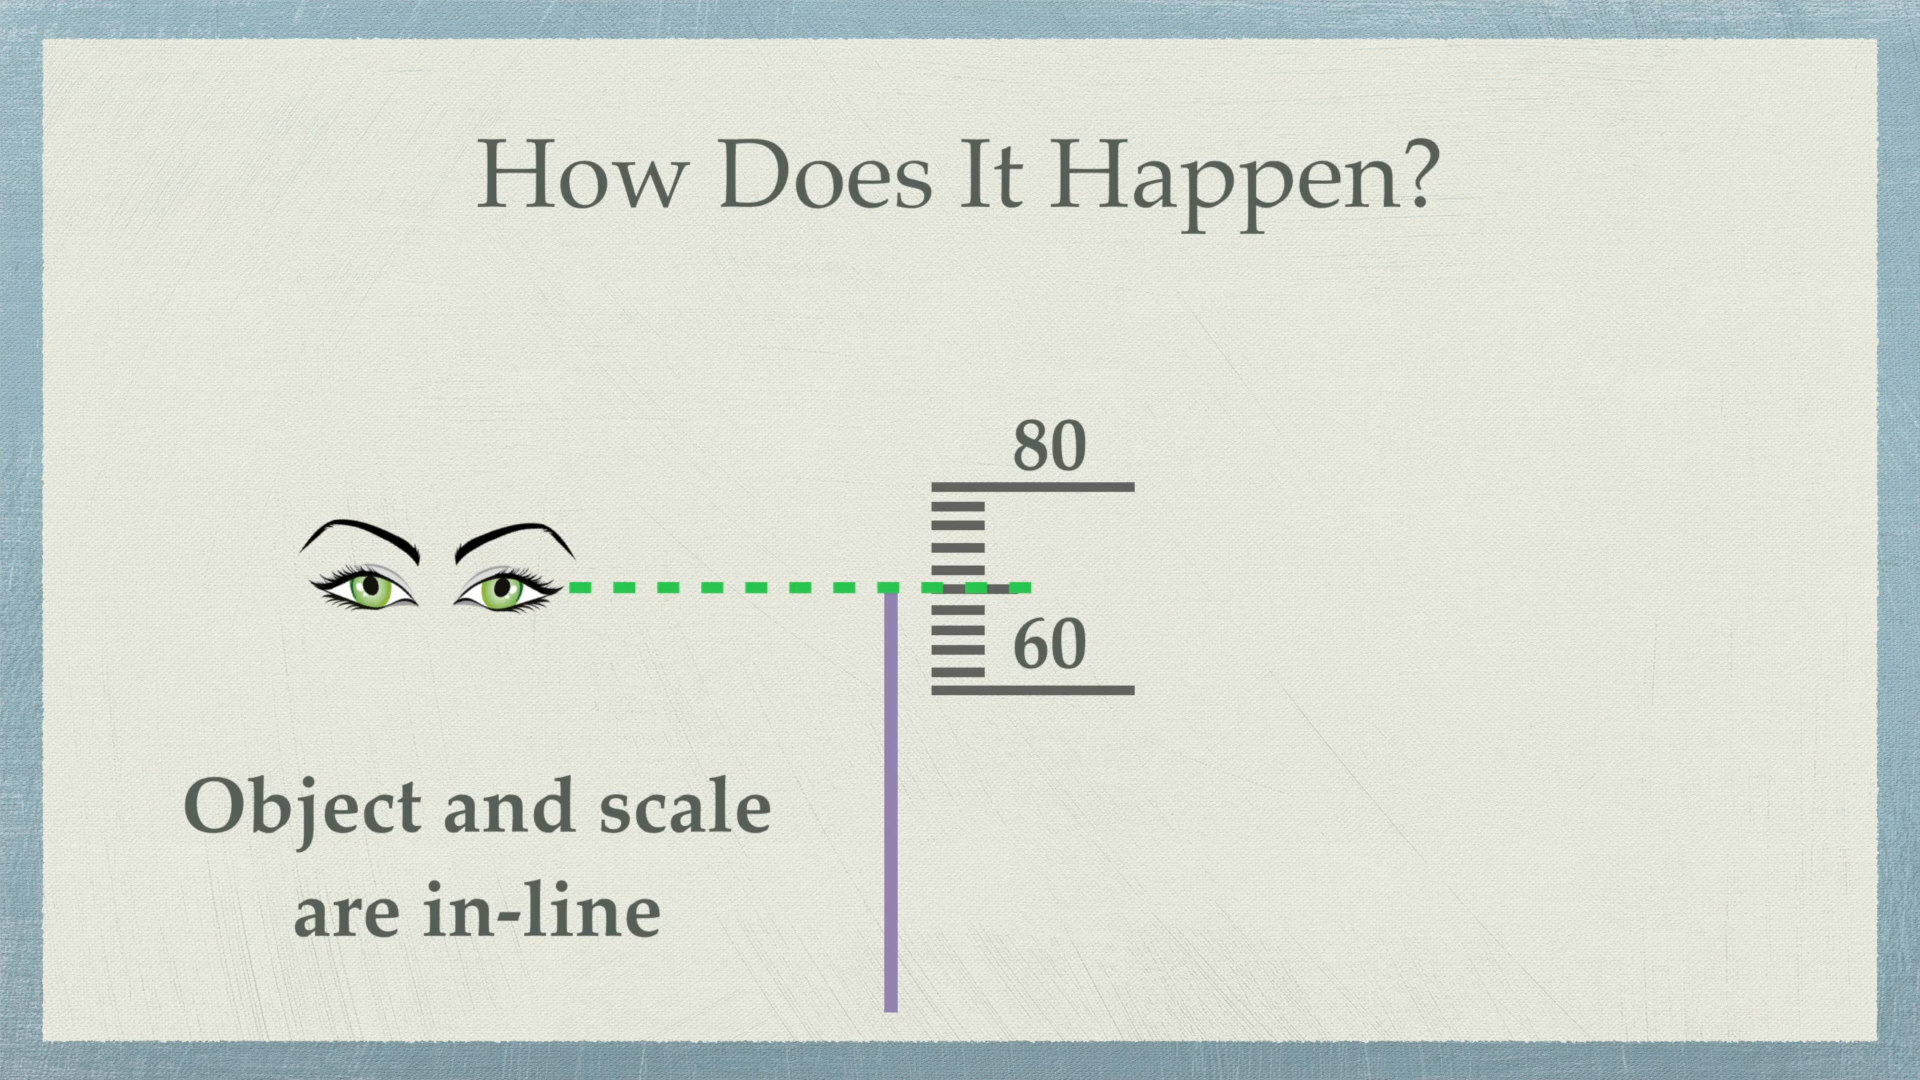 How Does It Happen?
80
60
Object and scale
are in-line